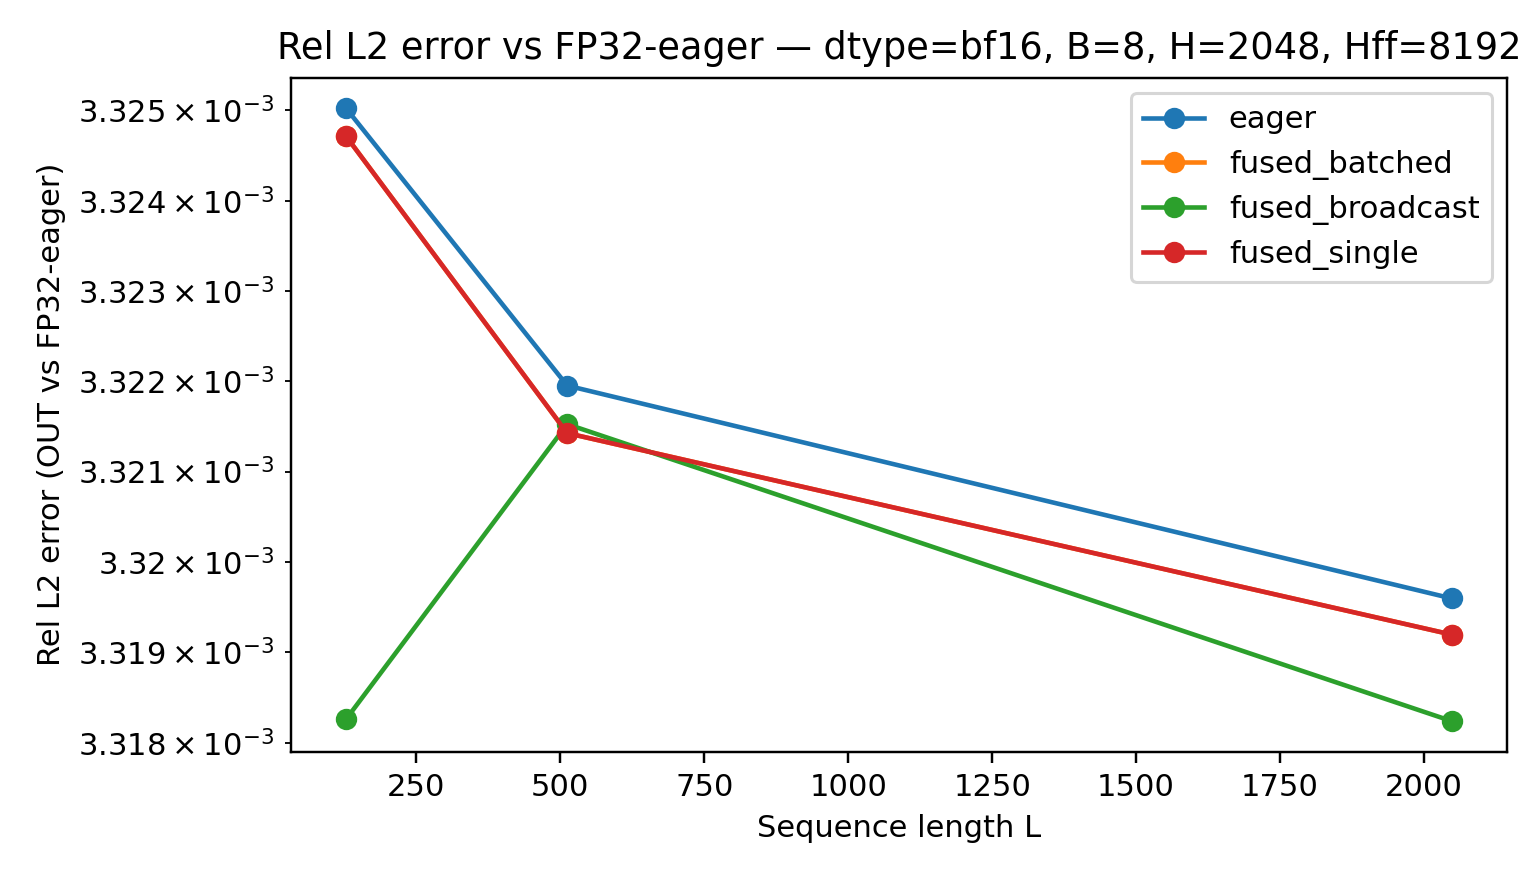 Rel L2 error vs FP32-eager — dtype=bf16, B=8, H=2048, Hff=8192
Rel L2 error (OUT vs FP32-eager)
3.325 × 10⁻³
3.324 × 10⁻³
3.323 × 10⁻³
3.322 × 10⁻³
3.321 × 10⁻³
3.32 × 10⁻³
3.319 × 10⁻³
3.318 × 10⁻³
eager
fused_batched
fused_broadcast
fused_single
250 500 750 1000 1250 1500 1750 2000
Sequence length L